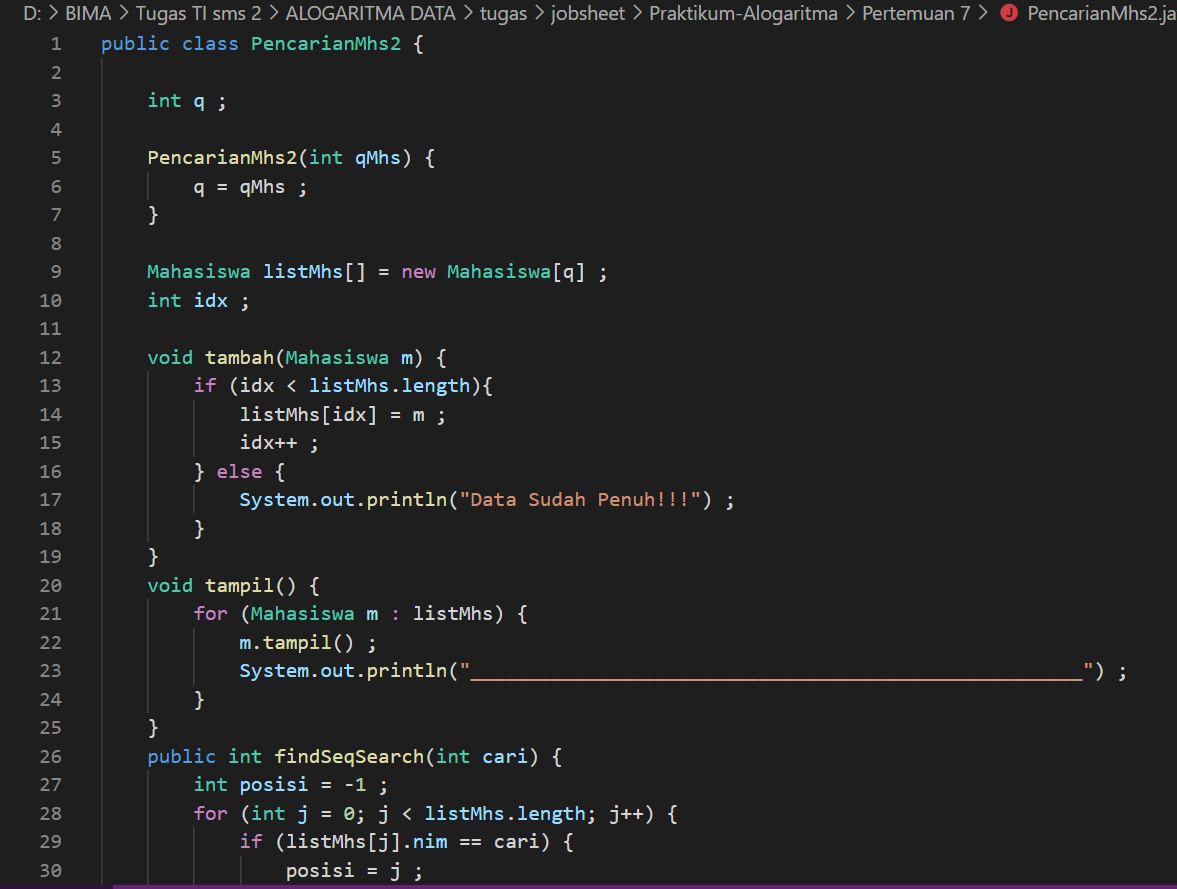 D: > BIMA > Tugas TI sms 2 > ALOGARITMA DATA > tugas > jobsheet > Praktikum-Alogaritma > Pertemuan 7 > J PencarianMhs2.ja
1 public class PencarianMhs2 {
2
3     int q ;
4
5     PencarianMhs2(int qMhs) {
6         q = qMhs ;
7     }
8
9     Mahasiswa listMhs[] = new Mahasiswa[q] ;
10     int idx ;
11
12     void tambah(Mahasiswa m) {
13         if (idx < listMhs.length){
14             listMhs[idx] = m ;
15             idx++ ;
16         } else {
17             System.out.println("Data Sudah Penuh!!!") ;
18         }
19     }
20     void tampil() {
21         for (Mahasiswa m : listMhs) {
22             m.tampil() ;
23             System.out.println("_____________________________________________________") ;
24         }
25     }
26     public int findSeqSearch(int cari) {
27         int posisi = -1 ;
28         for (int j = 0; j < listMhs.length; j++) {
29             if (listMhs[j].nim == cari) {
30                 posisi = j ;